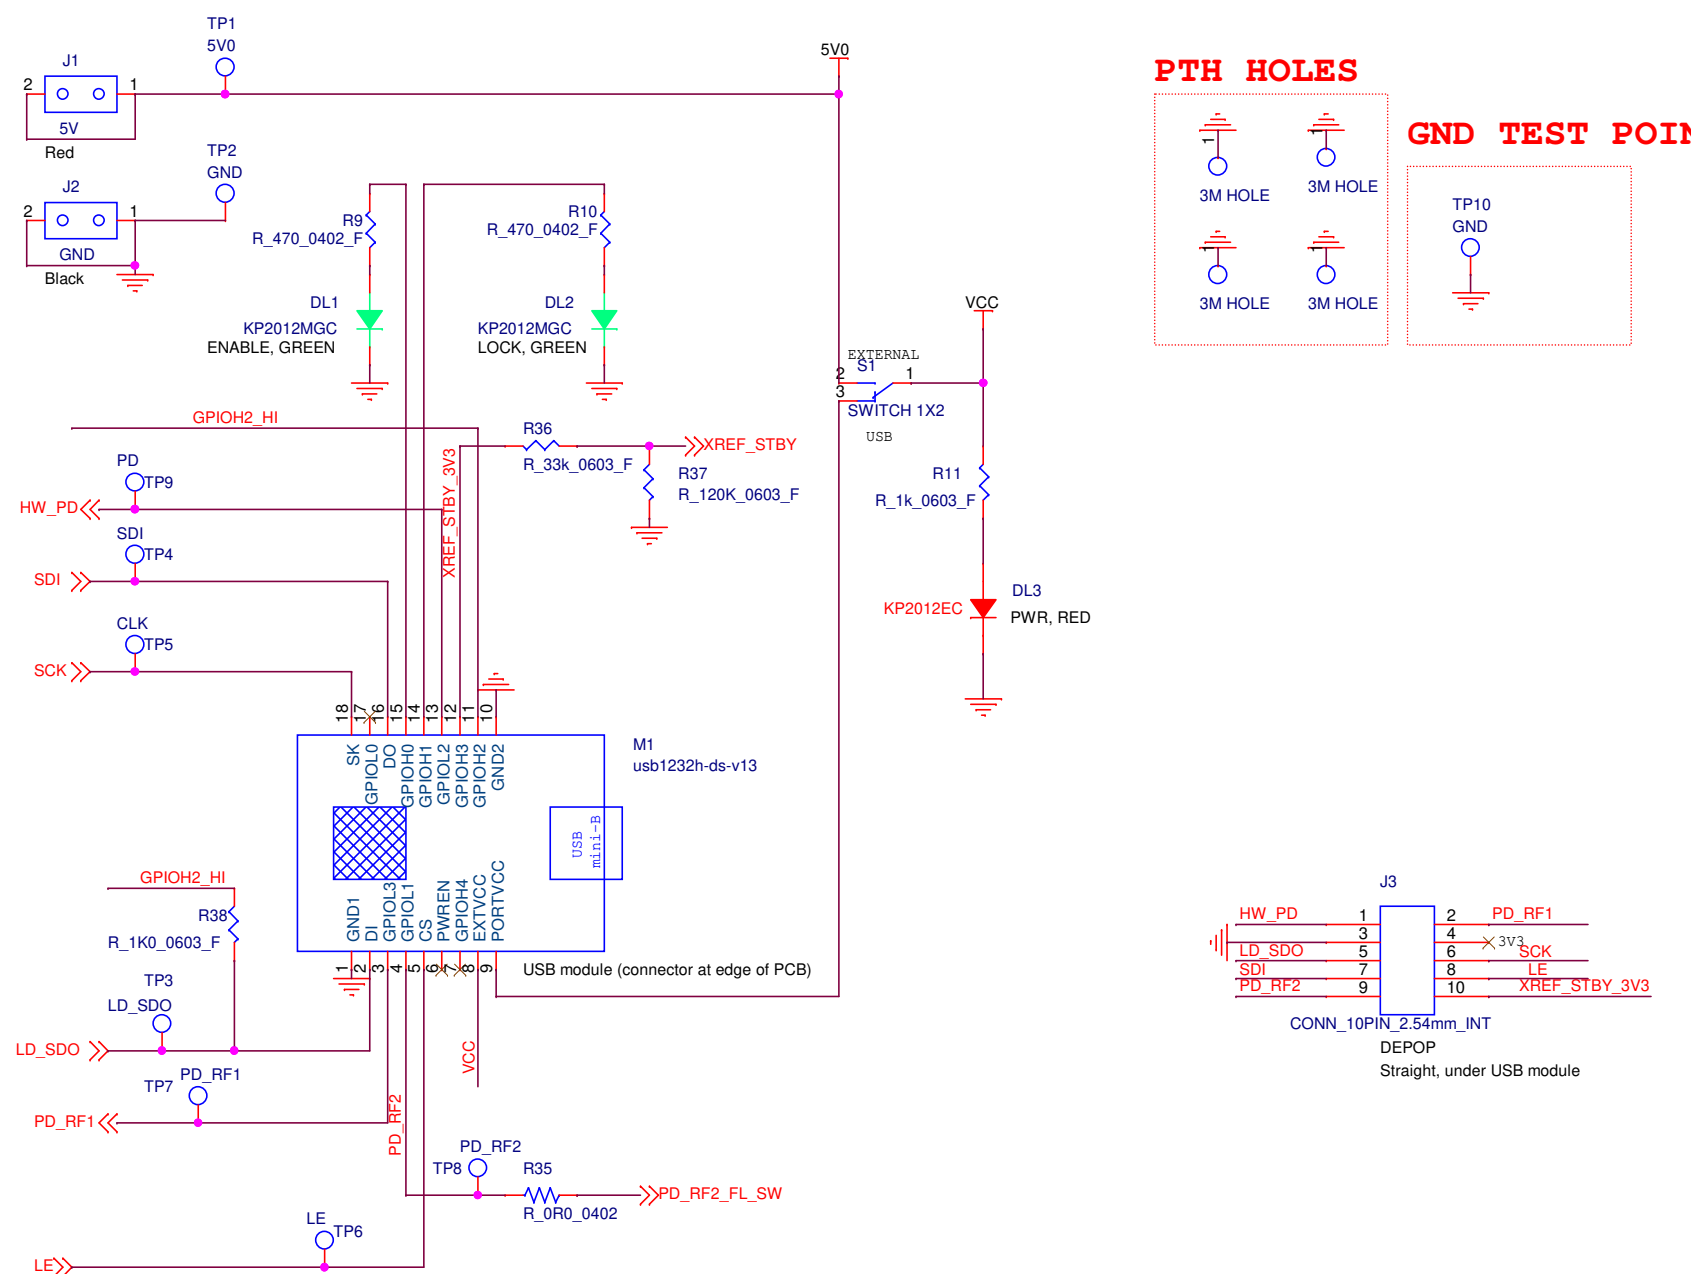 TP1
5V0
J1
2
1
5V
Red
TP2
GND
J2
2
1
GND
Black
5V0
R9
R_470_0402_F
R10
R_470_0402_F
DL1
KP2012MGC
ENABLE, GREEN
DL2
KP2012MGC
LOCK, GREEN
PTH HOLES
1
3M HOLE
1
3M HOLE
1
3M HOLE
1
3M HOLE
GND TEST POIN
TP10
GND
VCC
EXTERNAL
S1
2
1
3
SWITCH 1X2
USB
R11
R_1k_0603_F
KP2012EC
DL3
PWR, RED
GPIOH2_HI
R36
R_33k_0603_F
XREF_STBY
XREF_STBY_3V3
R37
R_120K_0603_F
PD
TP9
HW_PD
SDI
TP4
SDI
CLK
TP5
SCK
18
17
16
15
14
13
12
11
10
SK
GPIOL0
DO
GPIOH0
GPIOH1
GPIOL2
GPIOH3
GPIOH2
GND2
M1
usb1232h-ds-v13
USB
mini-B
GND1
DI
GPIOL3
GPIOL1
CS
PWREN
GPIOH4
EXTVCC
PORTVCC
1
2
3
4
5
6
7
8
9
USB module (connector at edge of PCB)
GPIOH2_HI
R38
R_1K0_0603_F
TP3
LD_SDO
LD_SDO
TP7
PD_RF1
PD_RF1
VCC
PD_RF2
PD_RF2
TP8
R35
R_0R0_0402
PD_RF2_FL_SW
LE
TP6
LE
J3
HW_PD
1
2
PD_RF1
3
4
3V3
LD_SDO
5
6
SCK
SDI
7
8
LE
PD_RF2
9
10
XREF_STBY_3V3
CONN_10PIN_2.54mm_INT
DEPOP
Straight, under USB module